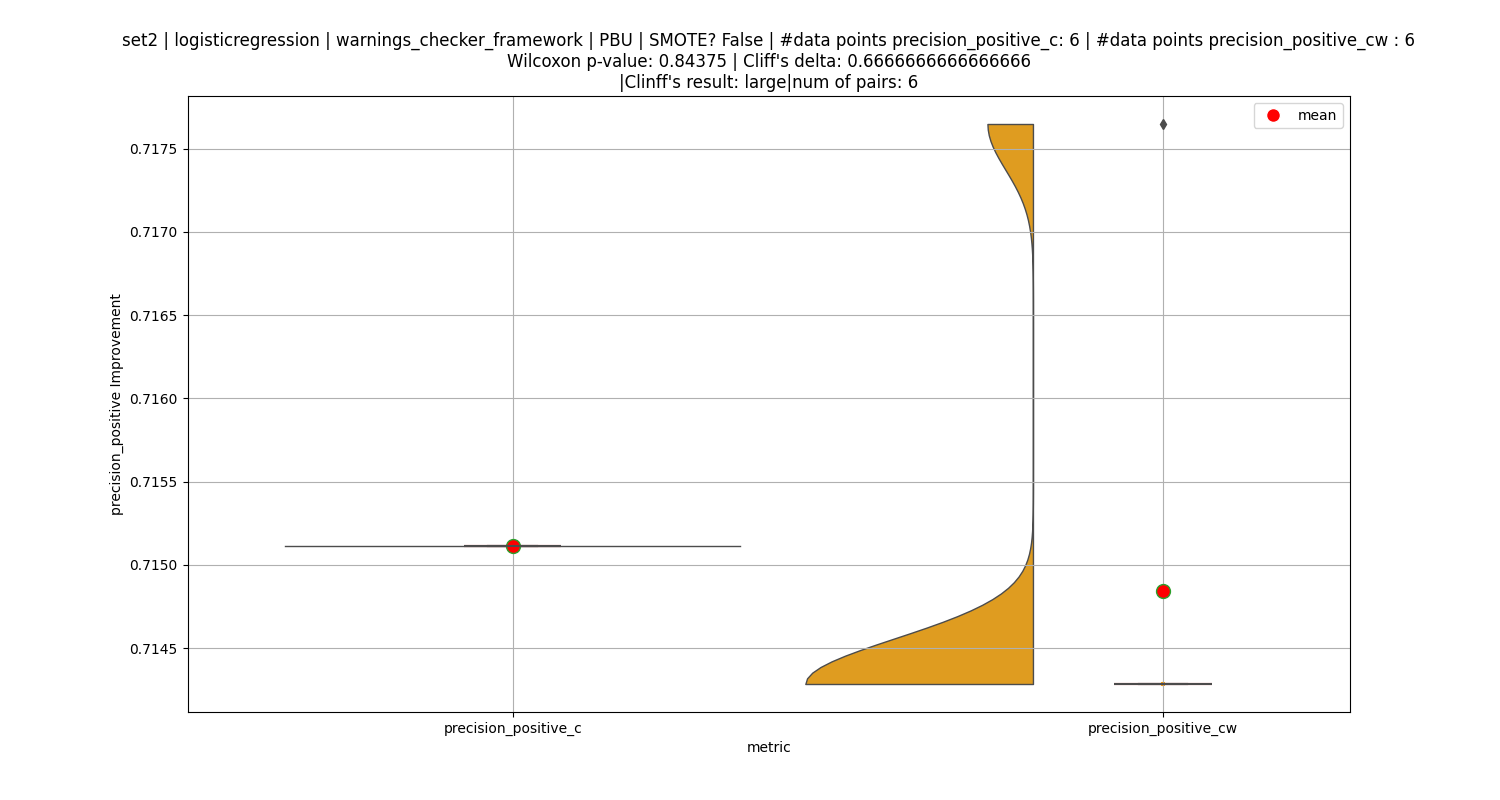 set2 | logisticregression | warnings_checker_framework | PBU | SMOTE? False | #data points precision_positive_c: 6 | #data points precision_positive_cw : 6
Wilcoxon p-value: 0.84375 | Cliff's delta: 0.6666666666666666
|Clinff's result: large|num of pairs: 6
mean
0.7175
0.7170
0.7165
0.7160
0.7155
0.7150
0.7145
precision_positive Improvement
precision_positive_c
precision_positive_cw
metric